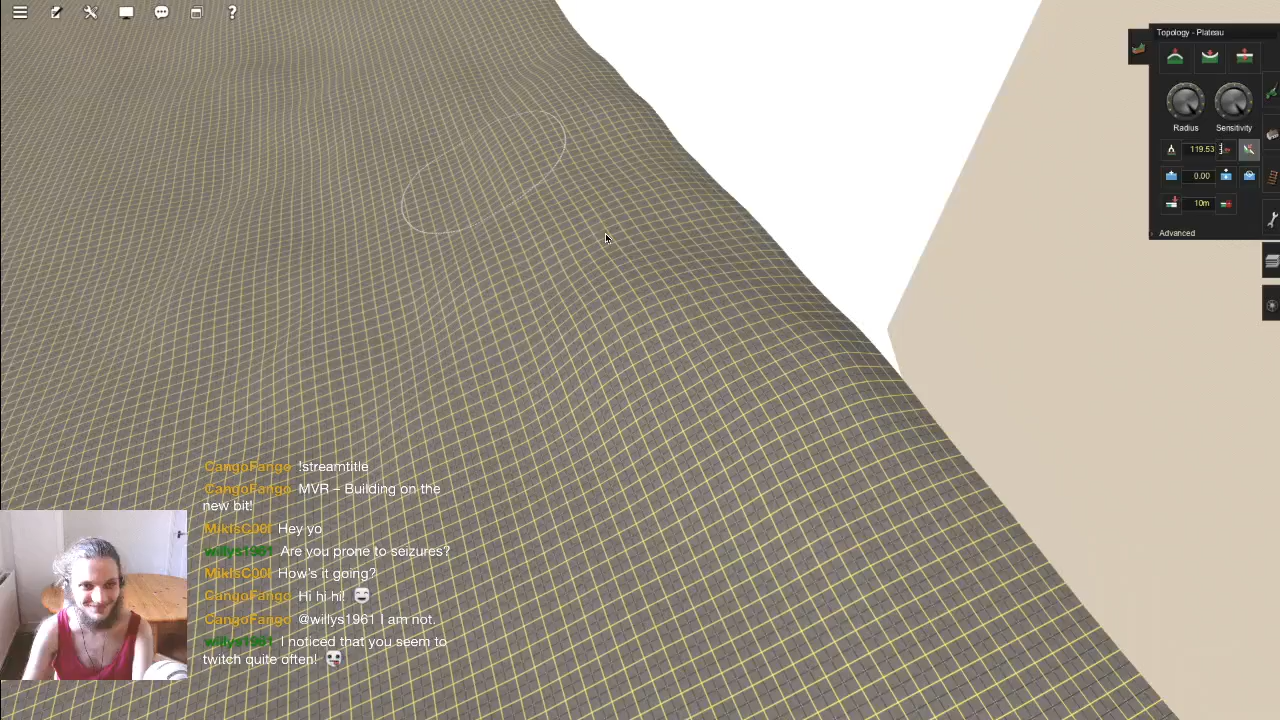 ?
Topology - Plateau
Radius Sensitivity
119.53
0.00
10m
Advanced
CangoFango !streamtitle
CangoFango MVR – Building on the
new bit!
MikIsC00l Hey yo
willys1961 Are you prone to seizures?
MikIsC00l How's it going?
CangoFango Hi hi hi!
CangoFango @willys1961 I am not.
willys1961 I noticed that you seem to
twitch quite often!